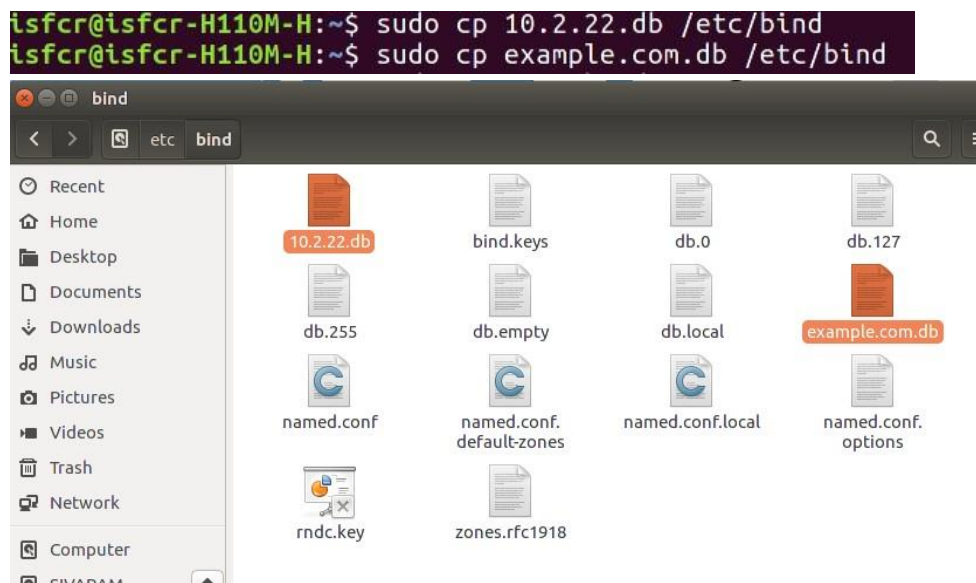 isfcr@isfcr-H110M-H:~$ sudo cp 10.2.22.db /etc/bind
isfcr@isfcr-H110M-H:~$ sudo cp example.com.db /etc/bind
bind
etc bind
Recent
Home
Desktop
Documents
Downloads
Music
Pictures
Videos
Trash
Network
Computer
10.2.22.db bind.keys db.0 db.127
db.255 db.empty db.local example.com.db
named.conf named.conf. named.conf.local named.conf.
default-zones options
rndc.key zones.rfc1918